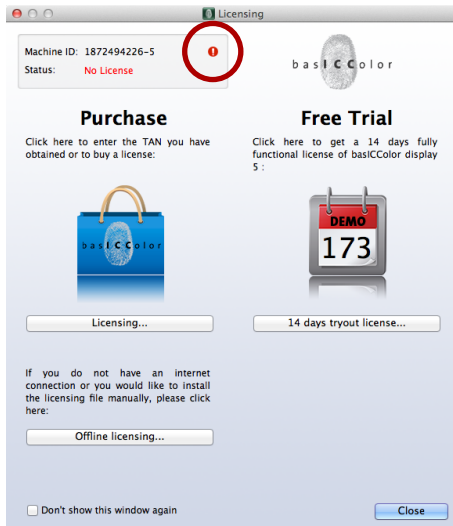 Licensing
Machine ID: 1872494226-5
Status: No License
basICColor
Purchase
Click here to enter the TAN you have
obtained or to buy a license:
basICColor
Licensing...
If you do not have an internet
connection or you would like to install
the licensing file manually, please click
here:
Offline licensing...
Free Trial
Click here to get a 14 days fully
functional license of basICColor display
5 :
DEMO
173
14 days tryout license...
Don't show this window again
Close